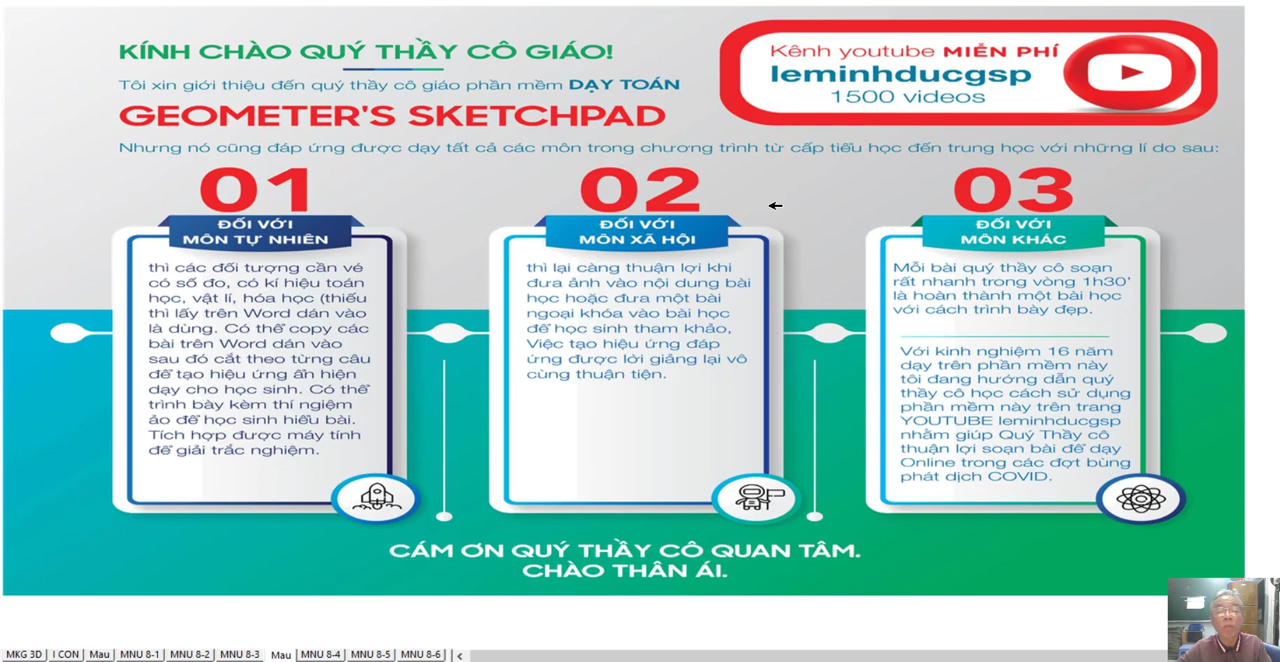 KÍNH CHÀO QUÝ THẦY CÔ GIÁO!
Tôi xin giới thiệu đến quý thầy cô giáo phần mềm DẠY TOÁN
GEOMETER'S SKETCHPAD
Kênh youtube MIỄN PHÍ
leminhducgsp
1500 videos
Nhưng nó cũng đáp ứng được dạy tất cả các môn trong chương trình từ cấp tiểu học đến trung học với những lí do sau:
01
ĐỐI VỚI
MÔN TỰ NHIÊN
thì các đối tượng cần vé
có số đo, có kí hiệu toán
học, vật lí, hóa học (thiếu
thì lấy trên Word dán vào
là dùng. Có thể copy các
bài trên Word dán vào
sau đó cắt theo từng câu
để tạo hiệu ứng ẩn hiện
dạy cho học sinh. Có thể
trình bày kèm thí ngiệm
ảo để học sinh hiểu bài.
Tích hợp được máy tính
để giải trắc nghiệm.
02
ĐỐI VỚI
MÔN XÃ HỘI
thì lại càng thuận lợi khi
đưa ảnh vào nội dung bài
học hoặc đưa một bài
ngoại khóa vào bài học
để học sinh tham khảo,
Việc tạo hiệu ứng đáp
ứng được lời giảng lại vô
cùng thuận tiện.
03
ĐỐI VỚI
MÔN KHÁC
Mỗi bài quý thầy cô soạn
rất nhanh trong vòng 1h30'
là hoàn thành một bài học
với cách trình bày đẹp.
Với kinh nghiệm 16 năm
dạy trên phần mềm này
tôi đang hướng dẫn quý
thầy cô học cách sử dụng
phần mềm này trên trang
YOUTUBE leminhducgsp
nhằm giúp Quý Thầy cô
thuận lợi soạn bài để dạy
Online trong các đợt bùng
phát dịch COVID.
CÁM ƠN QUÝ THẦY CÔ QUAN TÂM.
CHÀO THÂN ÁI.
MKG 3D I CON Mau MNU 8-1 MNU 8-2 MNU 8-3 Mau MNU 8-4 MNU 8-5 MNU 8-6